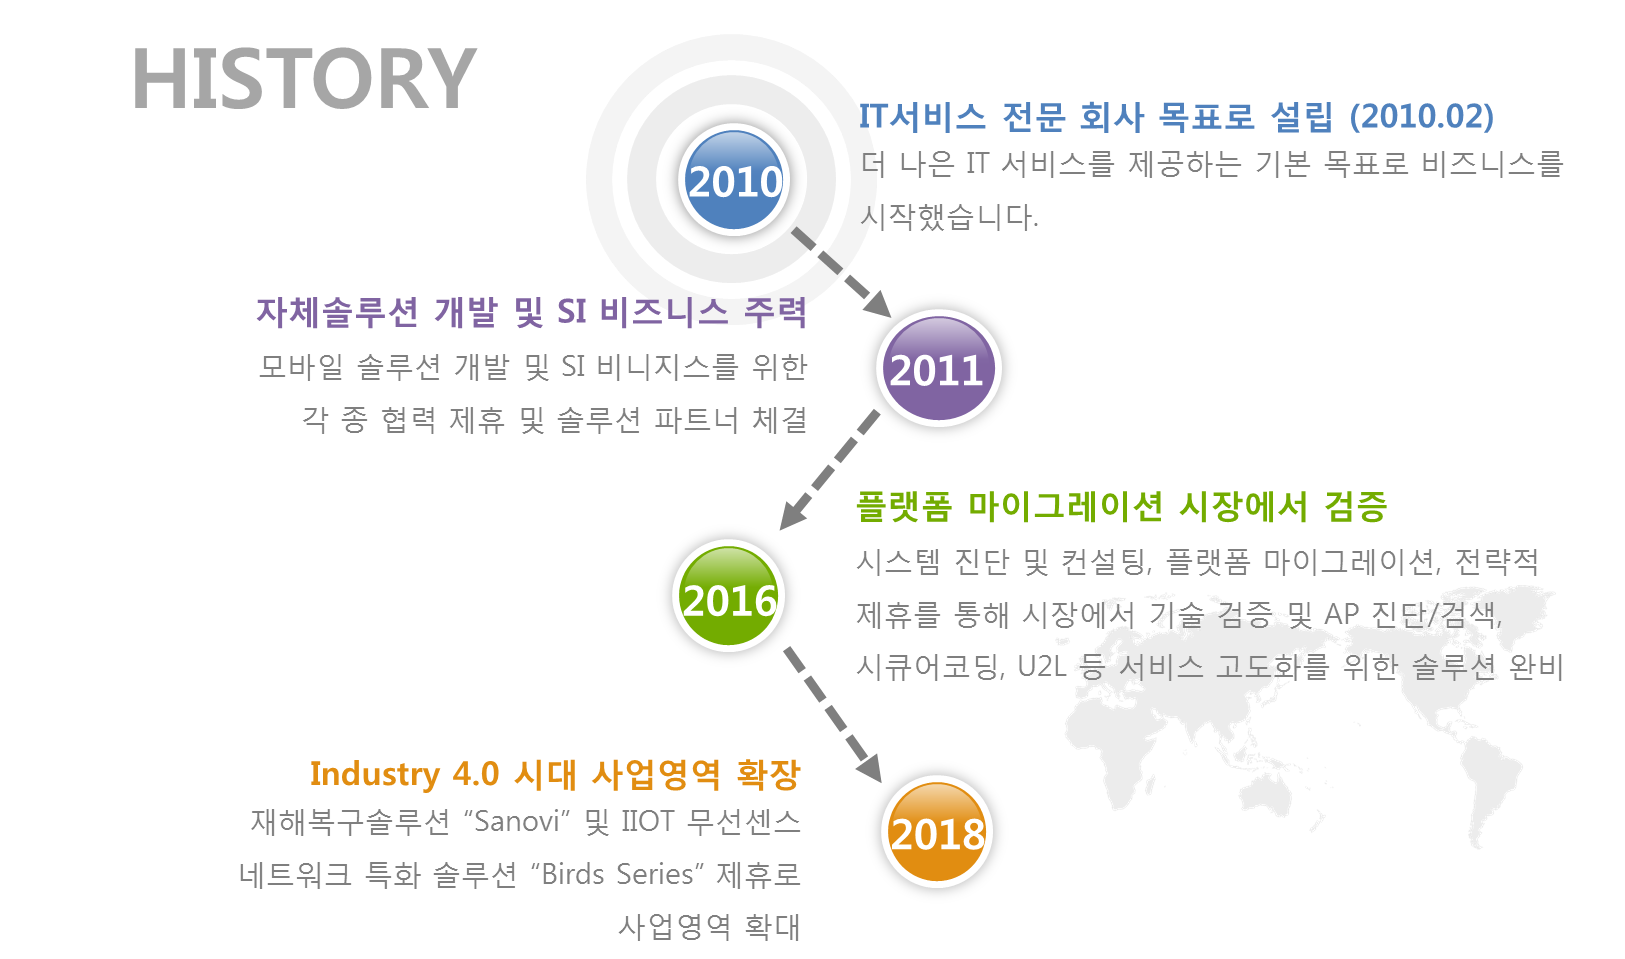 HISTORY
2010
IT서비스 전문 회사 목표로 설립 (2010.02)
더 나은 IT 서비스를 제공하는 기본 목표로 비즈니스를
시작했습니다.
2011
자체솔루션 개발 및 SI 비즈니스 주력
모바일 솔루션 개발 및 SI 비니지스를 위한
각 종 협력 제휴 및 솔루션 파트너 체결
2016
플랫폼 마이그레이션 시장에서 검증
시스템 진단 및 컨설팅, 플랫폼 마이그레이션, 전략적
제휴를 통해 시장에서 기술 검증 및 AP 진단/검색,
시큐어코딩, U2L 등 서비스 고도화를 위한 솔루션 완비
2018
Industry 4.0 시대 사업영역 확장
재해복구솔루션 “Sanovi” 및 IIOT 무선센스
네트워크 특화 솔루션 “Birds Series” 제휴로
사업영역 확대